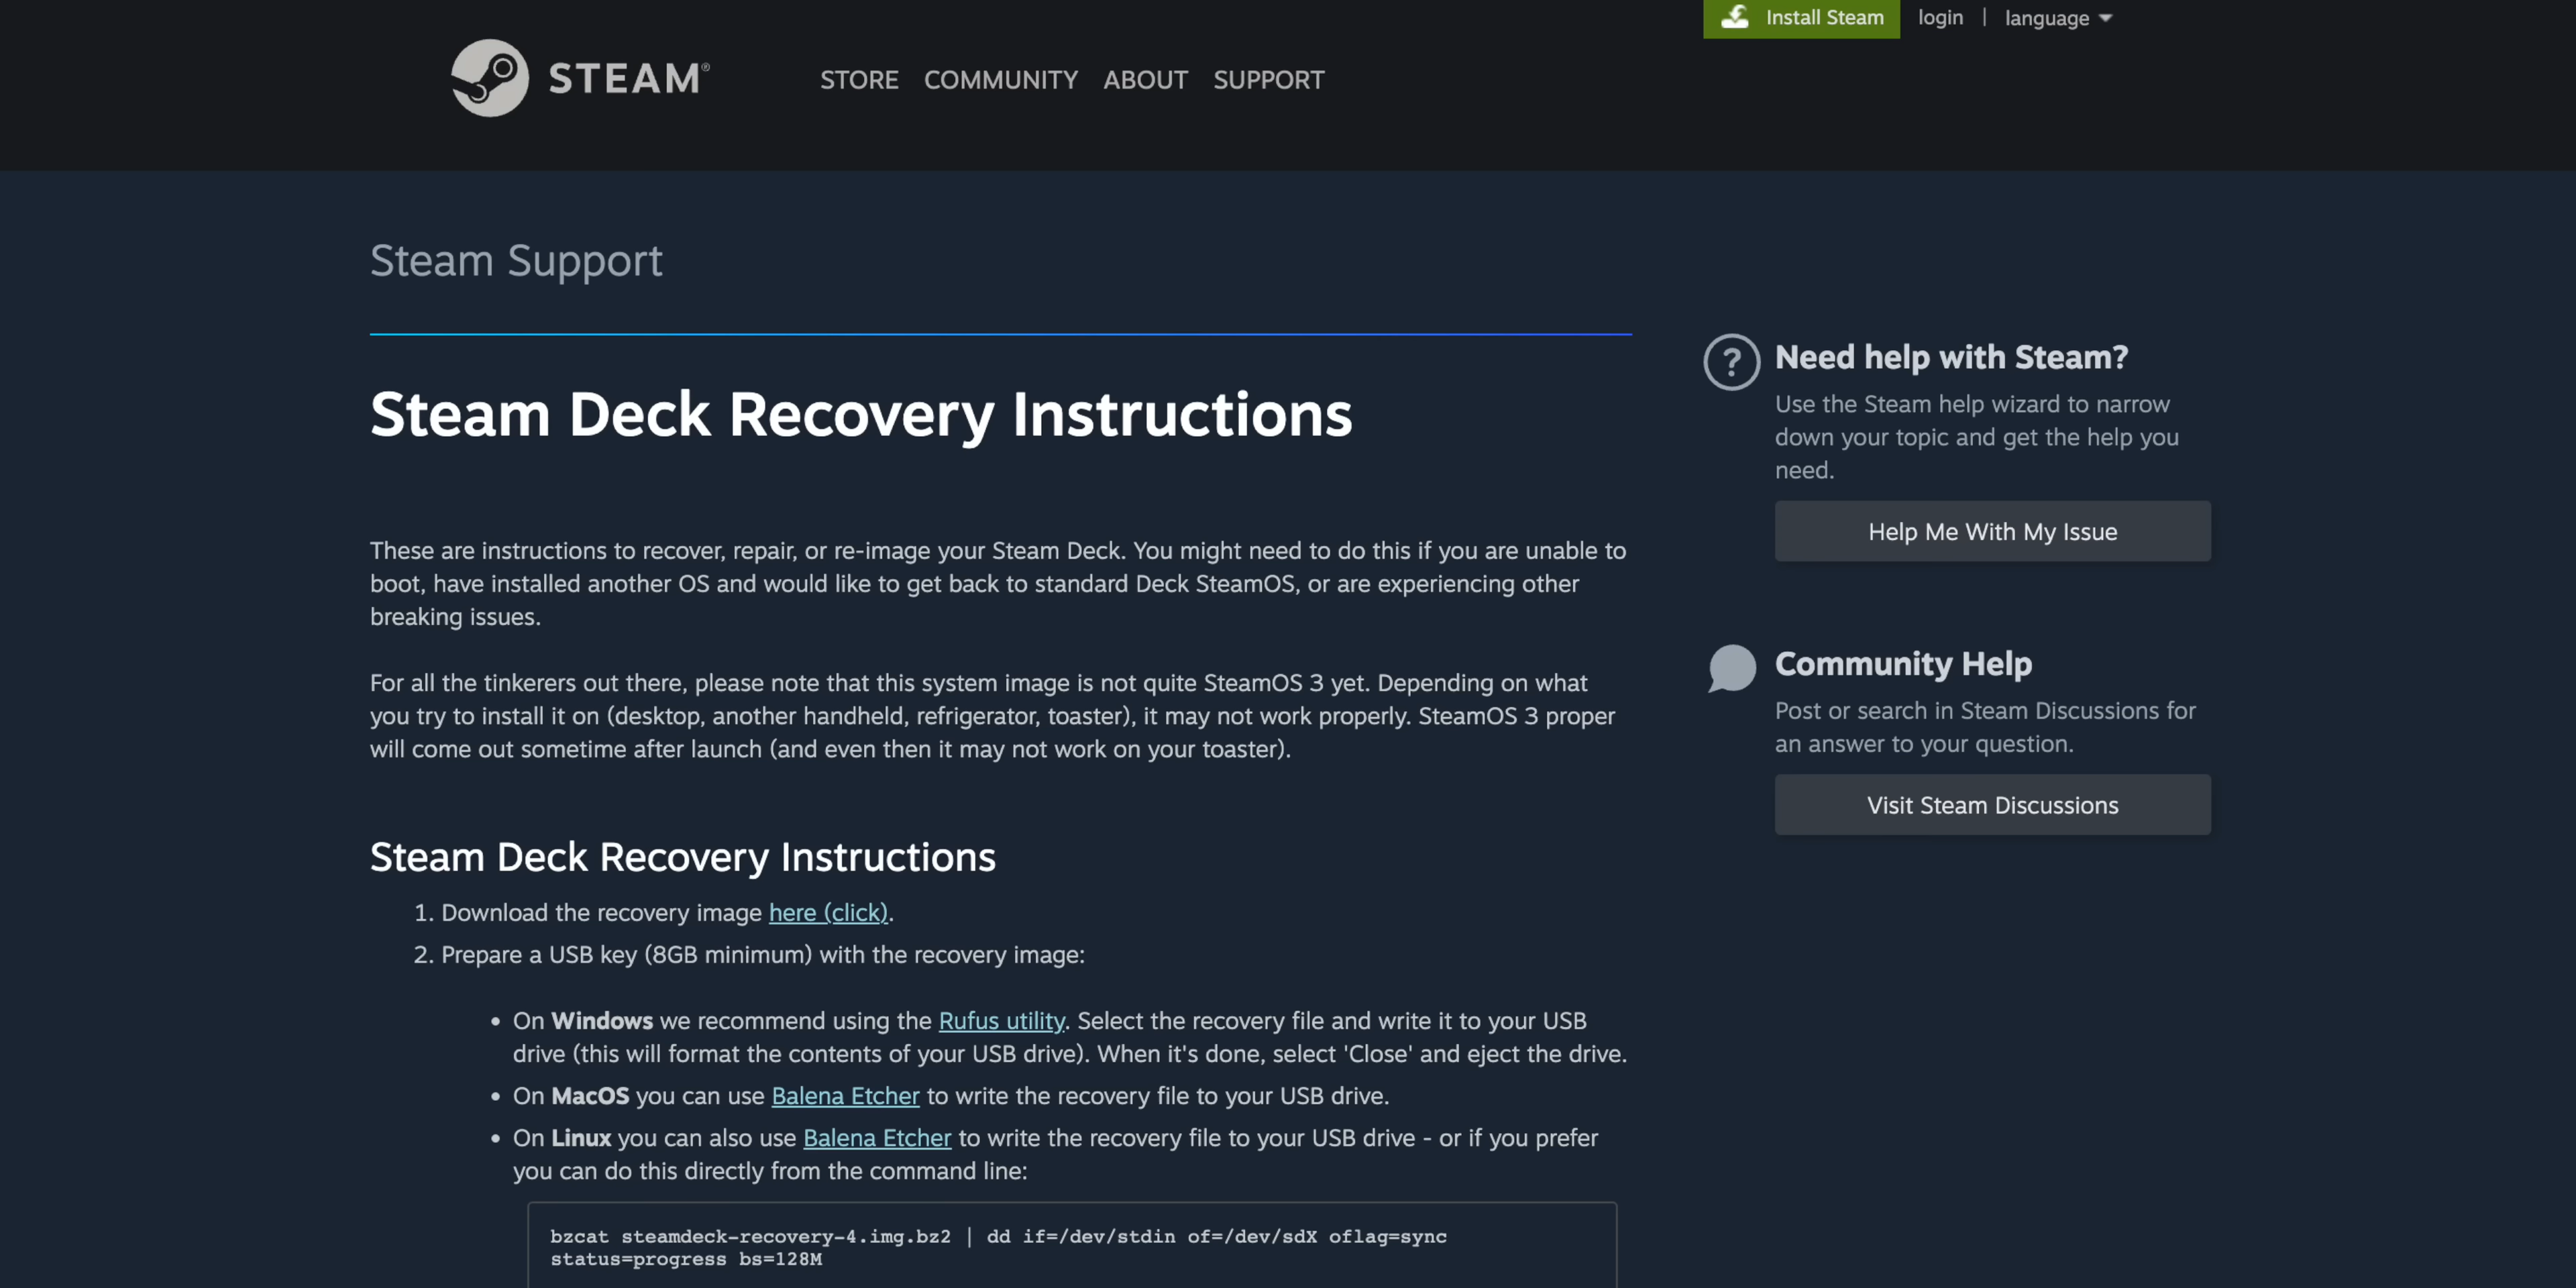 Install Steam login | language
STEAM®
STORE COMMUNITY ABOUT SUPPORT
Steam Support
Steam Deck Recovery Instructions
These are instructions to recover, repair, or re-image your Steam Deck. You might need to do this if you are unable to
boot, have installed another OS and would like to get back to standard Deck SteamOS, or are experiencing other
breaking issues.
For all the tinkerers out there, please note that this system image is not quite SteamOS 3 yet. Depending on what
you try to install it on (desktop, another handheld, refrigerator, toaster), it may not work properly. SteamOS 3 proper
will come out sometime after launch (and even then it may not work on your toaster).
Steam Deck Recovery Instructions
1. Download the recovery image here (click).
2. Prepare a USB key (8GB minimum) with the recovery image:
• On Windows we recommend using the Rufus utility. Select the recovery file and write it to your USB
drive (this will format the contents of your USB drive). When it's done, select 'Close' and eject the drive.
• On MacOS you can use Balena Etcher to write the recovery file to your USB drive.
• On Linux you can also use Balena Etcher to write the recovery file to your USB drive - or if you prefer
you can do this directly from the command line:
bzcat steamdeck-recovery-4.img.bz2 | dd if=/dev/stdin of=/dev/sdX oflag=sync
status=progress bs=128M
? Need help with Steam?
Use the Steam help wizard to narrow
down your topic and get the help you
need.
Help Me With My Issue
Community Help
Post or search in Steam Discussions for
an answer to your question.
Visit Steam Discussions